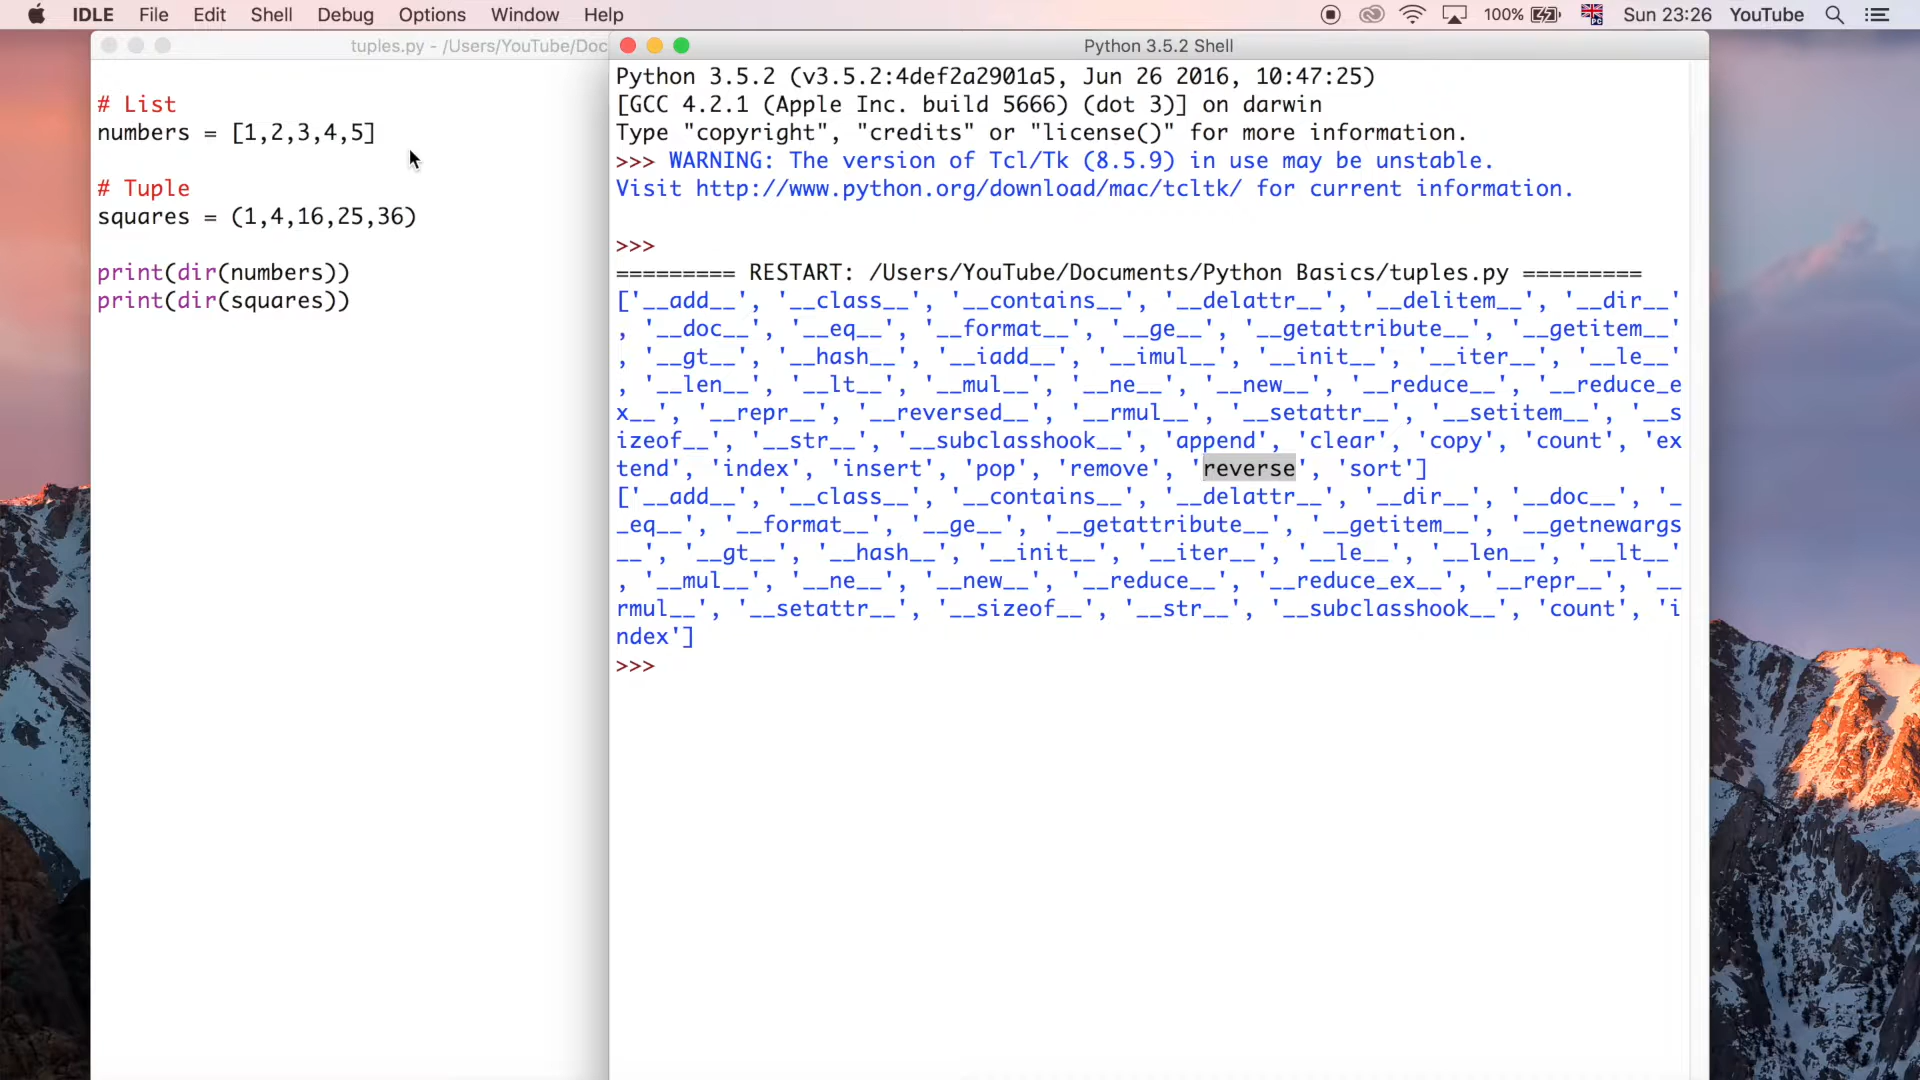 IDLE File Edit Shell Debug Options Window Help 100% Sun 23:26 YouTube
tuples.py - /Users/YouTube/Doc
# List
numbers = [1,2,3,4,5]
# Tuple
squares = (1,4,16,25,36)
print(dir(numbers))
print(dir(squares))
Python 3.5.2 Shell
Python 3.5.2 (v3.5.2:4def2a2901a5, Jun 26 2016, 10:47:25)
[GCC 4.2.1 (Apple Inc. build 5666) (dot 3)] on darwin
Type "copyright", "credits" or "license()" for more information.
>>> WARNING: The version of Tcl/Tk (8.5.9) in use may be unstable.
Visit http://www.python.org/download/mac/tcltk/ for current information.
>>>
========= RESTART: /Users/YouTube/Documents/Python Basics/tuples.py =========
['__add__', '__class__', '__contains__', '__delattr__', '__delitem__', '__dir__'
, '__doc__', '__eq__', '__format__', '__ge__', '__getattribute__', '__getitem__'
, '__gt__', '__hash__', '__iadd__', '__imul__', '__init__', '__iter__', '__le__'
, '__len__', '__lt__', '__mul__', '__ne__', '__new__', '__reduce__', '__reduce_e
x__', '__repr__', '__reversed__', '__rmul__', '__setattr__', '__setitem__', '__s
izeof__', '__str__', '__subclasshook__', 'append', 'clear', 'copy', 'count', 'ex
tend', 'index', 'insert', 'pop', 'remove', 'reverse', 'sort']
['__add__', '__class__', '__contains__', '__delattr__', '__dir__', '__doc__', '_
_eq__', '__format__', '__ge__', '__getattribute__', '__getitem__', '__getnewargs
__', '__gt__', '__hash__', '__init__', '__iter__', '__le__', '__len__', '__lt__'
, '__mul__', '__ne__', '__new__', '__reduce__', '__reduce_ex__', '__repr__', '__
rmul__', '__setattr__', '__sizeof__', '__str__', '__subclasshook__', 'count', 'i
ndex']
>>>